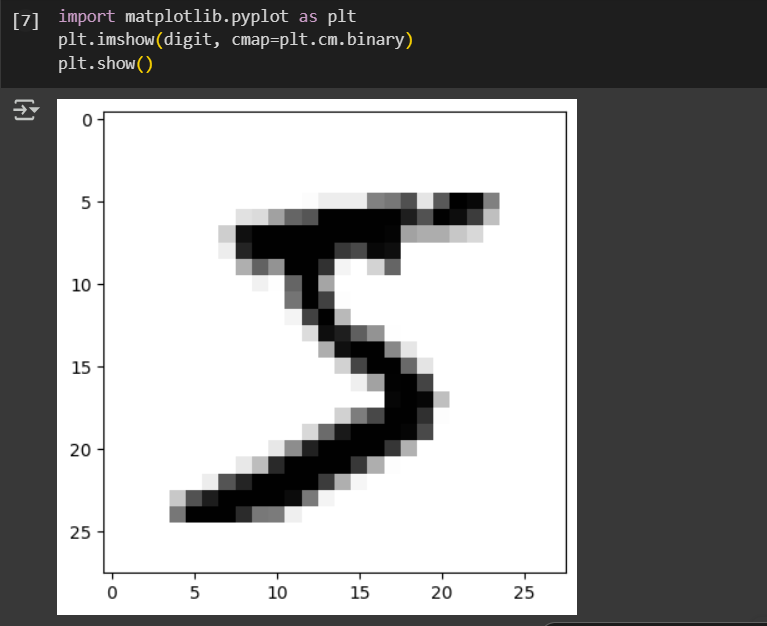 [7] import matplotlib.pyplot as plt
plt.imshow(digit, cmap=plt.cm.binary)
plt.show()
0
5
10
15
20
25
0 5 10 15 20 25